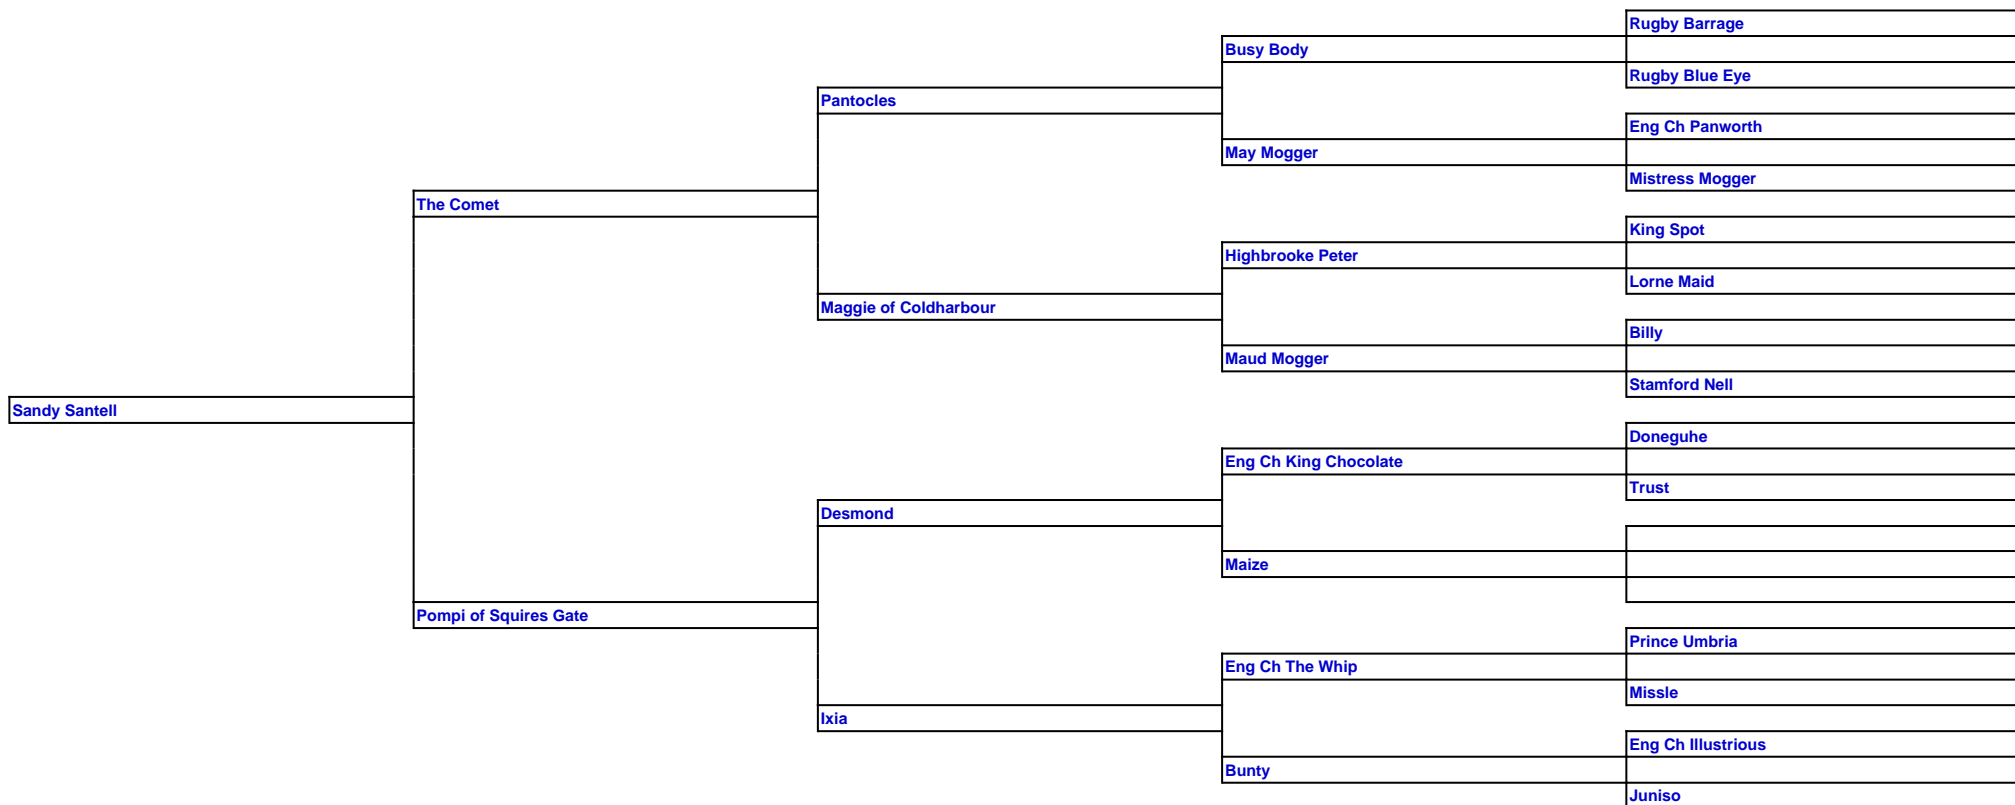 Rugby Barrage
Busy Body
Rugby Blue Eye
Pantocles
Eng Ch Panworth
May Mogger
Mistress Mogger
The Comet
King Spot
Highbrooke Peter
Lorne Maid
Maggie of Coldharbour
Billy
Maud Mogger
Stamford Nell
Sandy Santell
Doneguhe
Eng Ch King Chocolate
Trust
Desmond
Maize
Pompi of Squires Gate
Prince Umbria
Eng Ch The Whip
Missle
Ixia
Eng Ch Illustrious
Bunty
Juniso